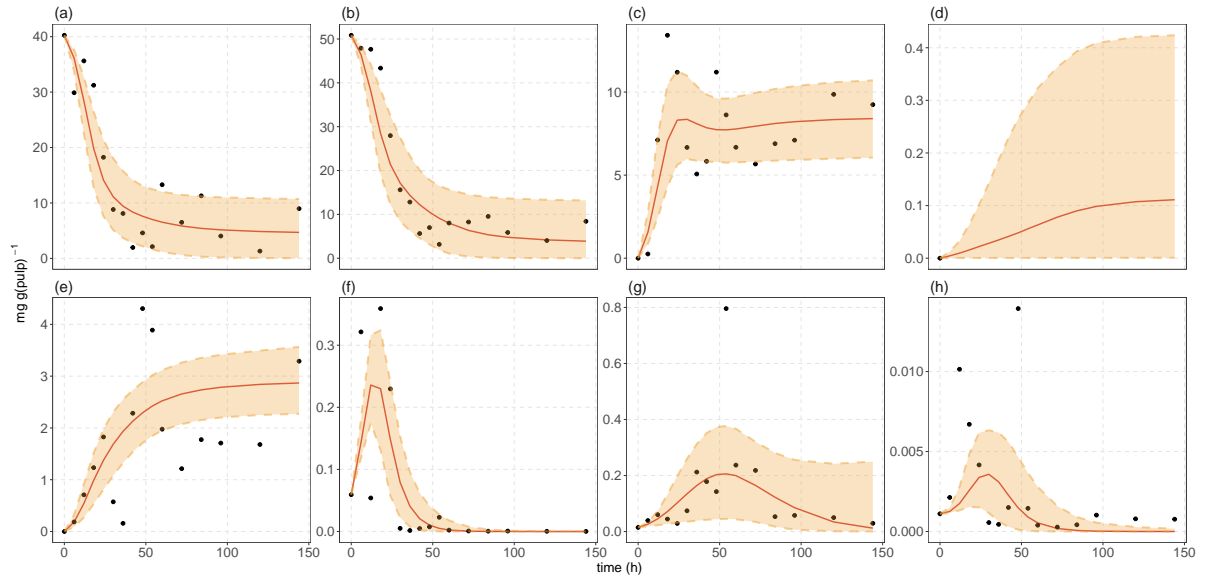 (a) (b) (c) (d)
40 30 20 10 0
50 40 30 20 10 0
10 5 0
0.4 0.3 0.2 0.1 0.0
mg g(pulp)⁻¹
(e) (f) (g) (h)
4 3 2 1 0
0.3 0.2 0.1 0.0
0.8 0.6 0.4 0.2 0.0
0.010 0.005 0.000
0 50 100 150 0 50 100 150 0 50 100 150 0 50 100 150
time (h)